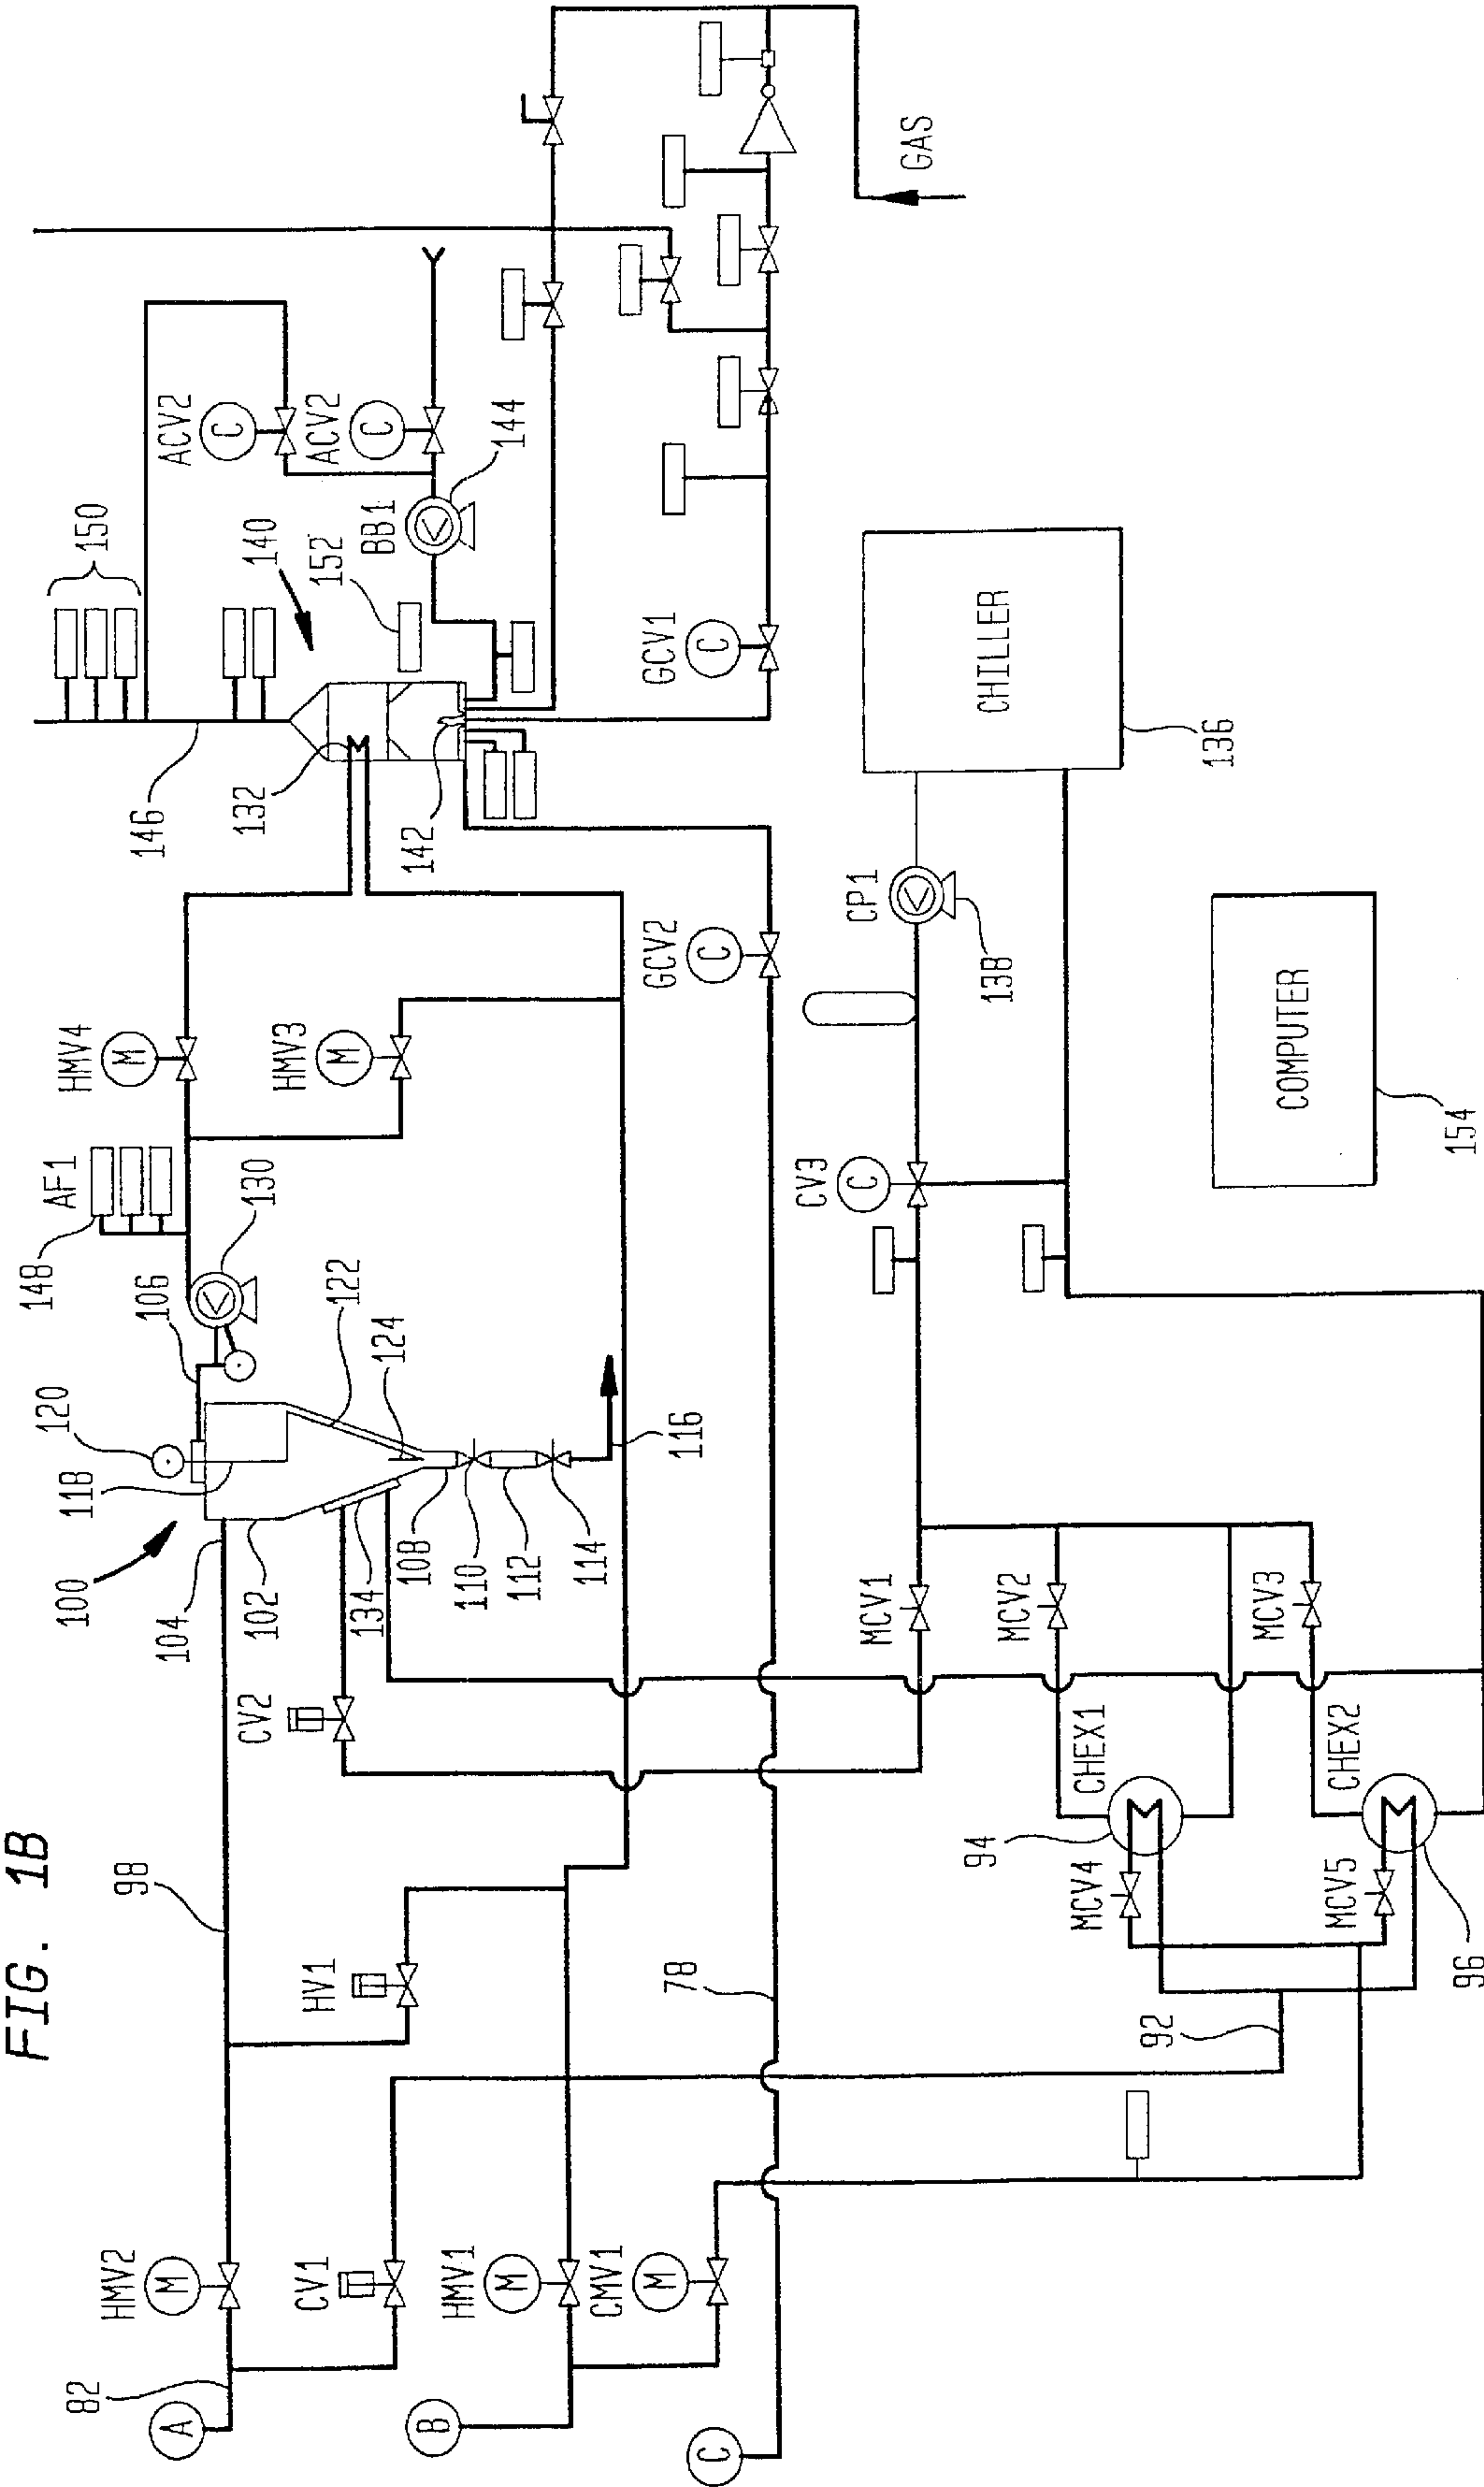 FIG. 1B
A
82
HMV2
M
98
104
102
100
118
120
106
148
AF1
130
HMV4
M
146
150
ACV2
C
CV1
HV1
CV2
134
108
110
112
114
122
124
116
HMV3
M
132
142
140
152
BB1
144
ACV2
C
B
HMV1
M
CMV1
M
C
78
GCV2
C
GCV1
C
GAS
MCV1
CV3
C
CP1
138
CHILLER
136
92
94
CHEX1
MCV2
MCV4
MCV5
96
CHEX2
MCV3
COMPUTER
154